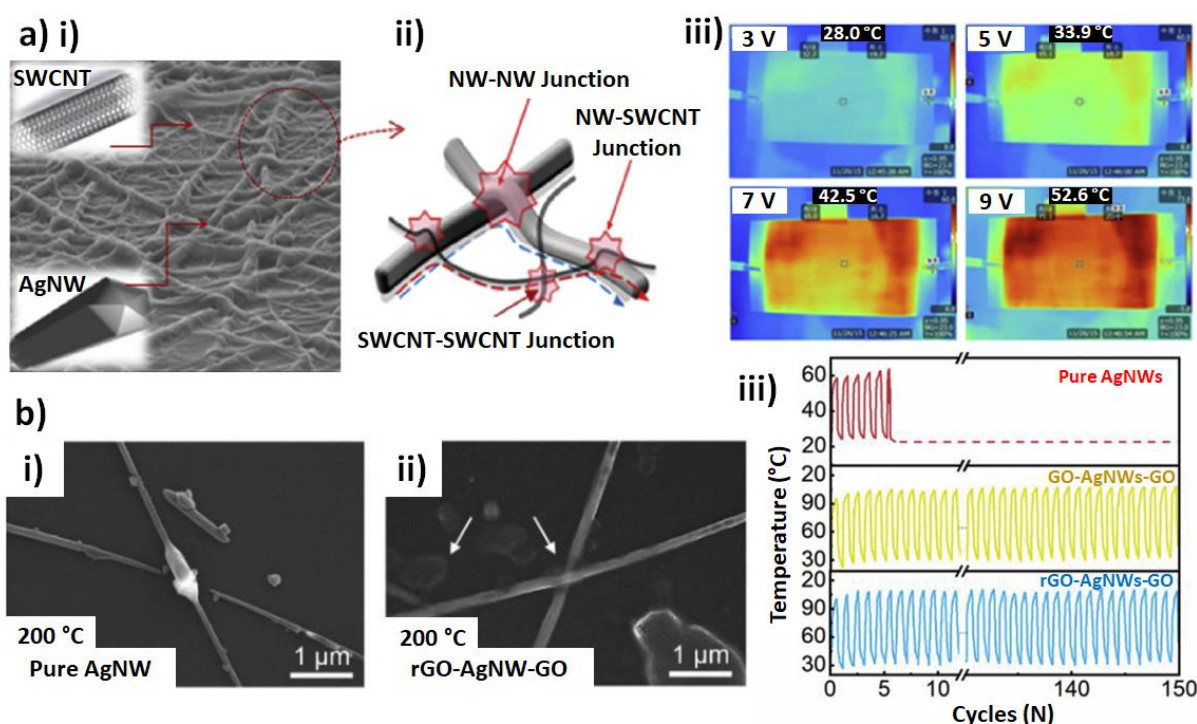 a) i)
SWCNT
AgNW
ii)
NW-NW Junction
NW-SWCNT
Junction
SWCNT-SWCNT Junction
iii)
3 V
28.0 °C
5 V
33.9 °C
7 V
42.5 °C
9 V
52.6 °C
b)
i)
200 °C
Pure AgNW
1 μm
ii)
200 °C
rGO-AgNW-GO
1 μm
iii)
Temperature (°C)
60
40
20
Pure AgNWs
20
90
60
30
GO-AgNWs-GO
20
90
60
30
rGO-AgNWs-GO
0 5 10 140 150
Cycles (N)